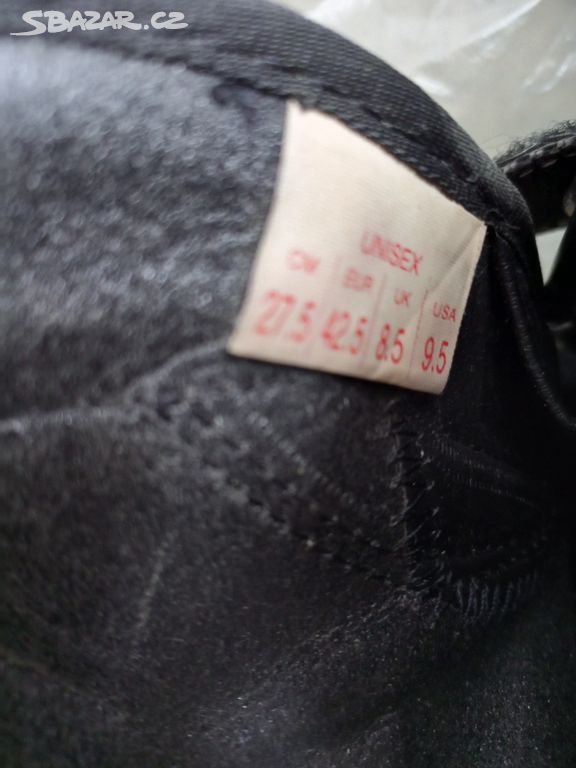 SBAZAR.CZ
UNISEX
CM EUR UK USA
27.5 42.5 8.5 9.5